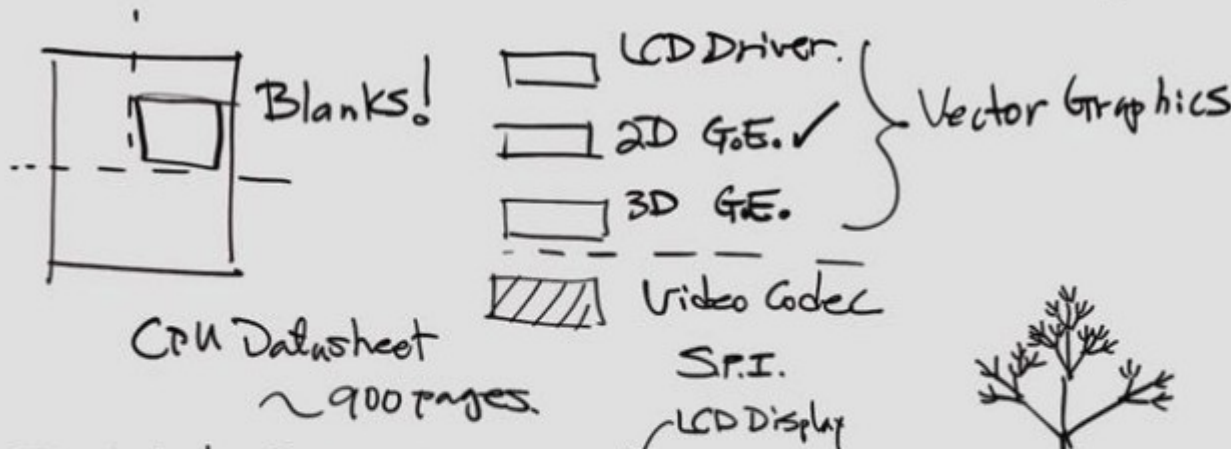 Blanks!
LCD Driver.
2D G.E. ✓
3D G.E.
Vector Graphics
Video Codec
CPU Datasheet
~900 pages.
S.P.I.
LCD Display